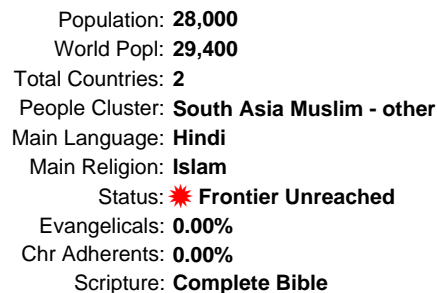 Population: 28,000
World Popl: 29,400
Total Countries: 2
People Cluster: South Asia Muslim - other
Main Language: Hindi
Main Religion: Islam
Status: Frontier Unreached
Evangelicals: 0.00%
Chr Adherents: 0.00%
Scripture: Complete Bible